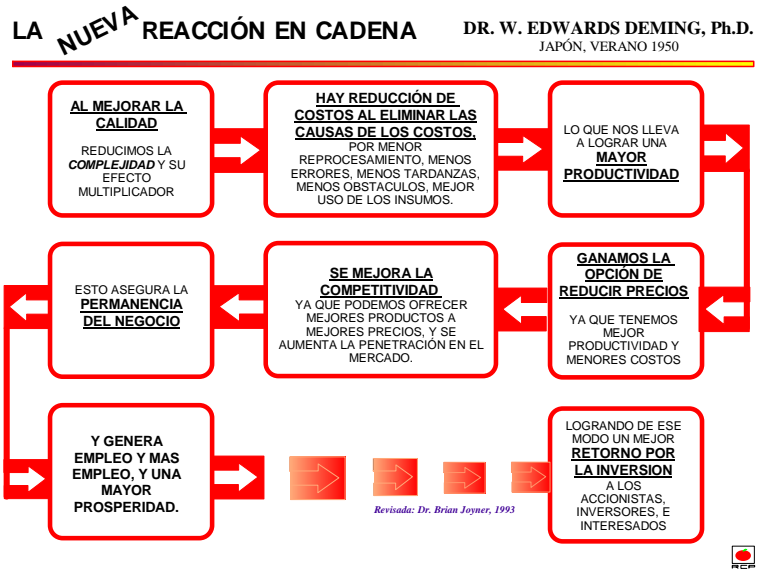 LA NUEVA REACCIÓN EN CADENA
DR. W. EDWARDS DEMING, Ph.D.
JAPÓN, VERANO 1950
AL MEJORAR LA
CALIDAD
REDUCIMOS LA
COMPLEJIDAD Y SU
EFECTO
MULTIPLICADOR
HAY REDUCCIÓN DE
COSTOS AL ELIMINAR LAS
CAUSAS DE LOS COSTOS,
POR MENOR
REPROCESAMIENTO, MENOS
ERRORES, MENOS TARDANZAS,
MENOS OBSTACULOS, MEJOR
USO DE LOS INSUMOS.
LO QUE NOS LLEVA
A LOGRAR UNA
MAYOR
PRODUCTIVIDAD
GANAMOS LA
OPCIÓN DE
REDUCIR PRECIOS
YA QUE TENEMOS
MEJOR
PRODUCTIVIDAD Y
MENORES COSTOS
SE MEJORA LA
COMPETITIVIDAD
YA QUE PODEMOS OFRECER
MEJORES PRODUCTOS A
MEJORES PRECIOS, Y SE
AUMENTA LA PENETRACIÓN EN EL
MERCADO.
ESTO ASEGURA LA
PERMANENCIA
DEL NEGOCIO
Y GENERA
EMPLEO Y MAS
EMPLEO, Y UNA
MAYOR
PROSPERIDAD.
LOGRANDO DE ESE
MODO UN MEJOR
RETORNO POR
LA INVERSION
A LOS
ACCIONISTAS,
INVERSORES, E
INTERESADOS
Revisada: Dr. Brian Joyner, 1993